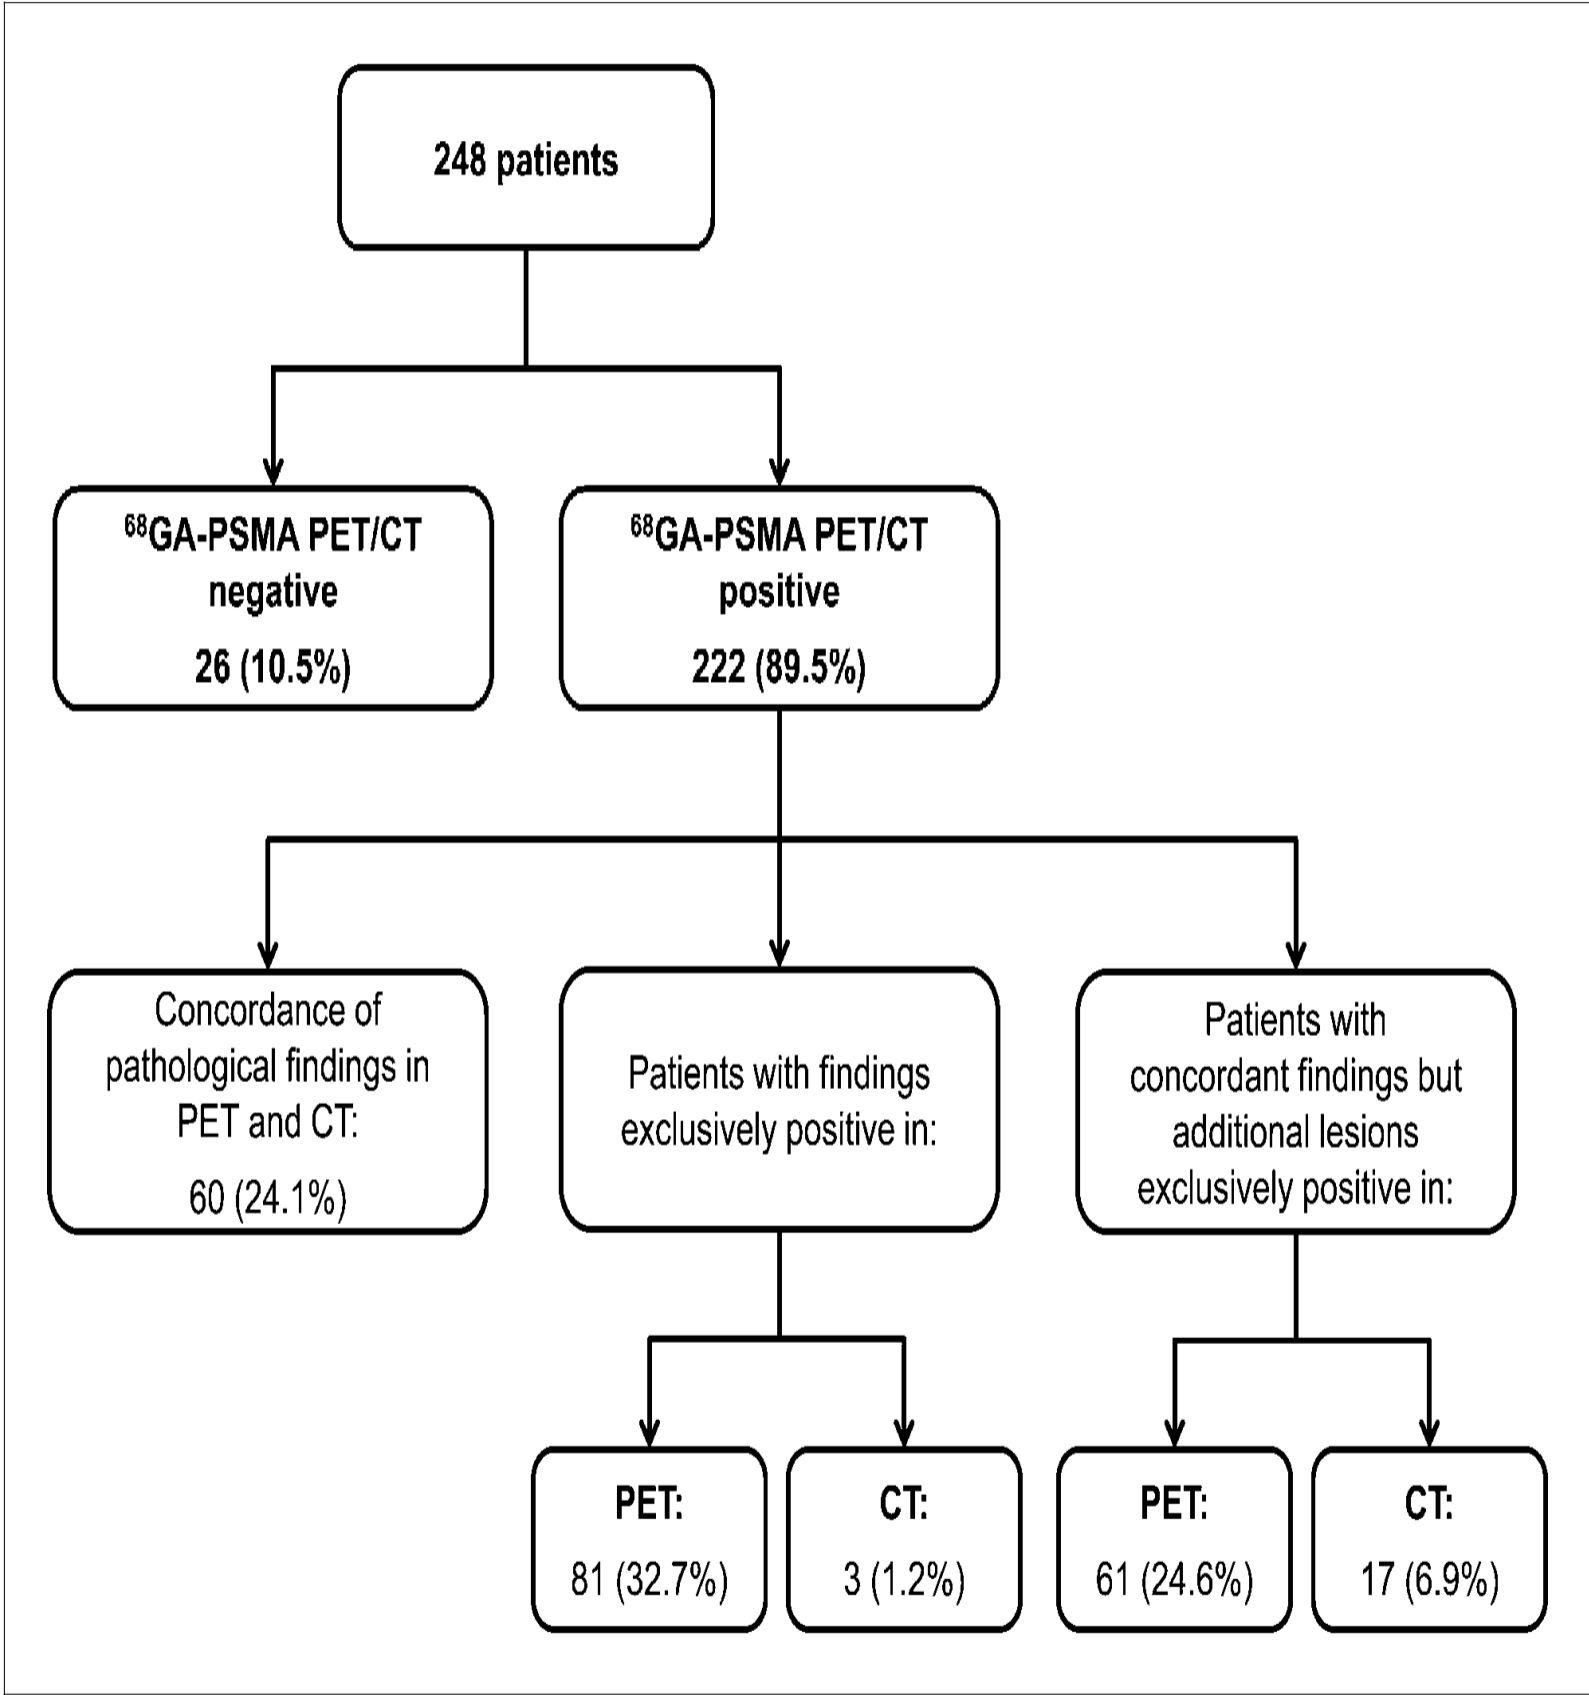 248 patients
⁶⁸GA-PSMA PET/CT
negative
26 (10.5%)
⁶⁸GA-PSMA PET/CT
positive
222 (89.5%)
Concordance of
pathological findings in
PET and CT:
60 (24.1%)
Patients with findings
exclusively positive in:
Patients with
concordant findings but
additional lesions
exclusively positive in:
PET:
81 (32.7%)
CT:
3 (1.2%)
PET:
61 (24.6%)
CT:
17 (6.9%)